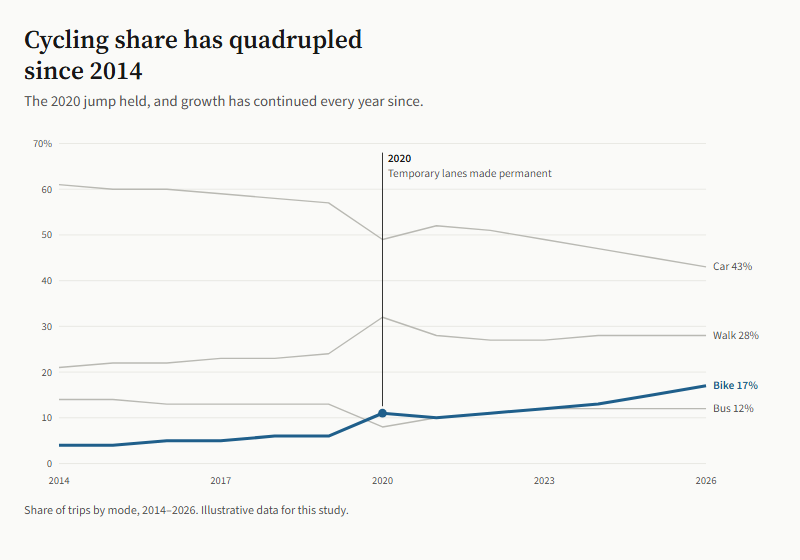 Cycling share has quadrupled
since 2014
The 2020 jump held, and growth has continued every year since.
70%
2020
Temporary lanes made permanent
60
50
Car 43%
40
Walk 28%
30
20
Bike 17%
Bus 12%
10
0
2014 2017 2020 2023 2026
Share of trips by mode, 2014–2026. Illustrative data for this study.